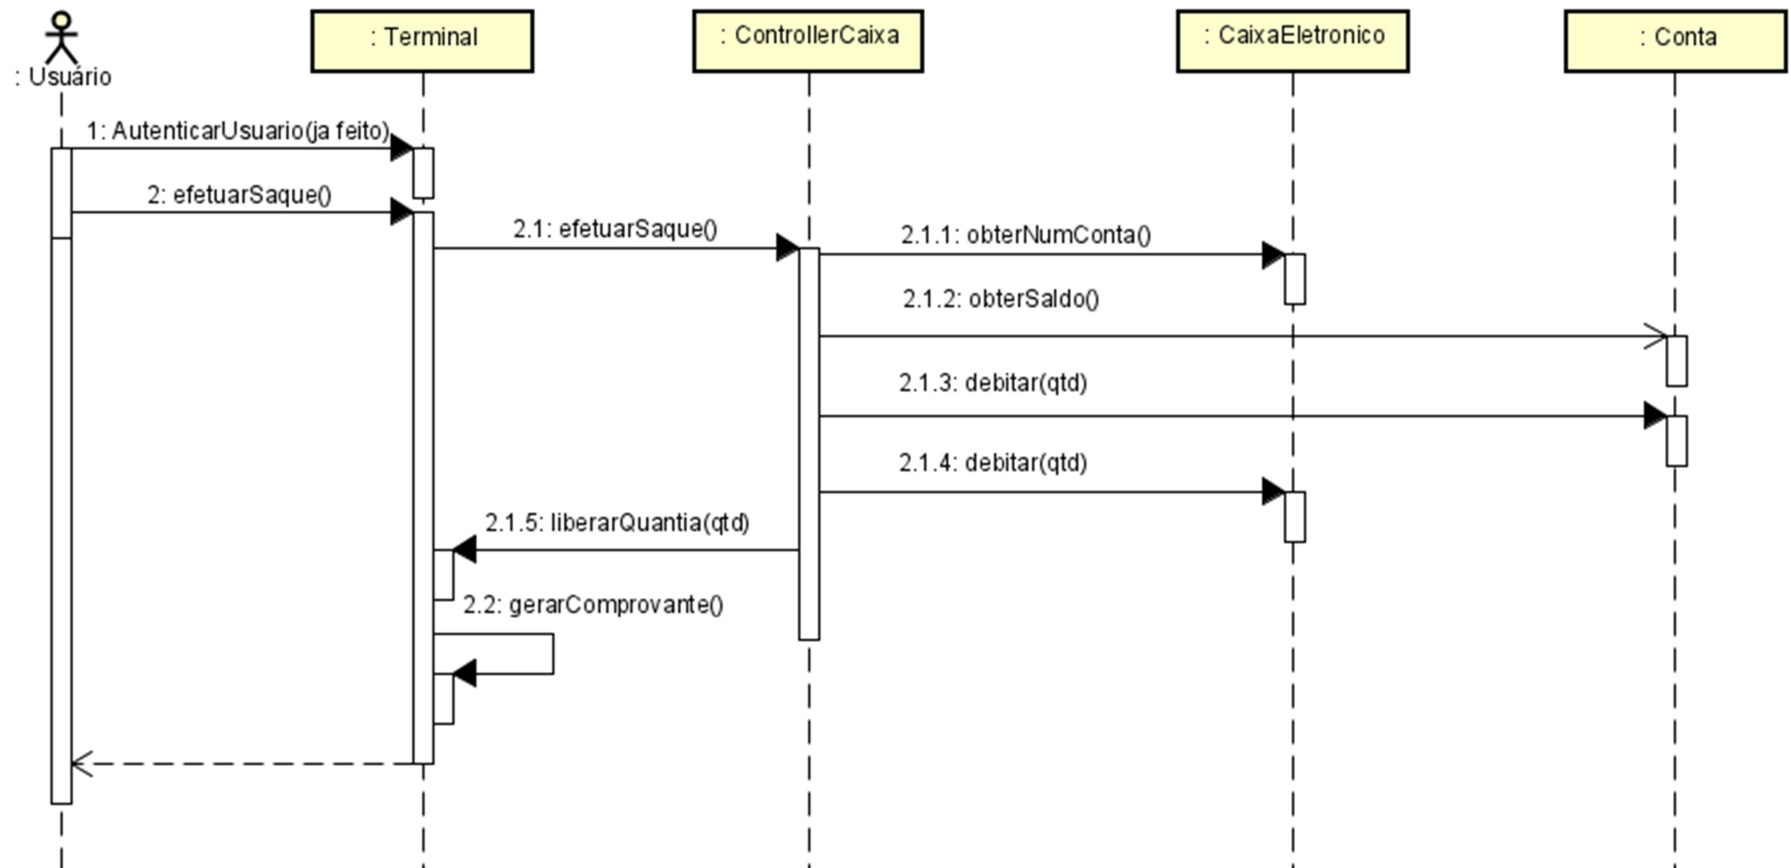 : Usuário
: Terminal
: ControllerCaixa
: CaixaEletronico
: Conta
1: AutenticarUsuario(ja feito)
2: efetuarSaque()
2.1: efetuarSaque()
2.1.1: obterNumConta()
2.1.2: obterSaldo()
2.1.3: debitar(qtd)
2.1.4: debitar(qtd)
2.1.5: liberarQuantia(qtd)
2.2: gerarComprovante()